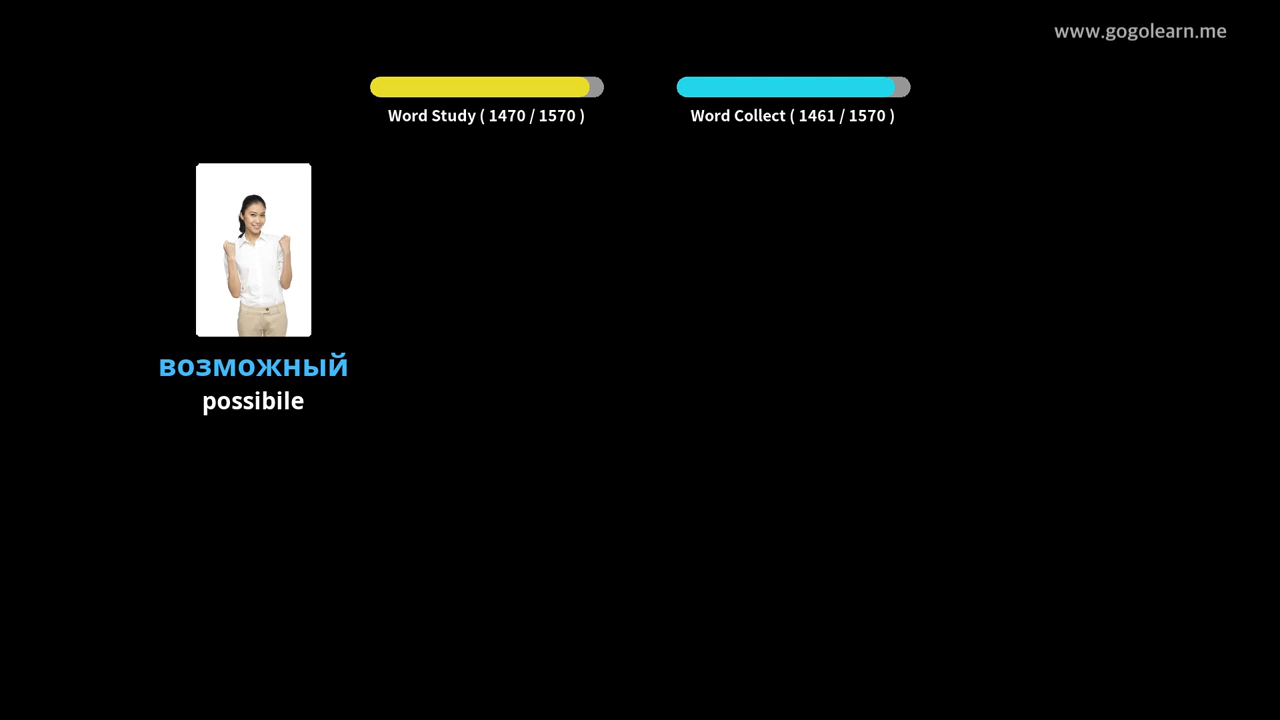 www.gogolearn.me
Word Study ( 1470 / 1570 )
Word Collect ( 1461 / 1570 )
возможный
possibile